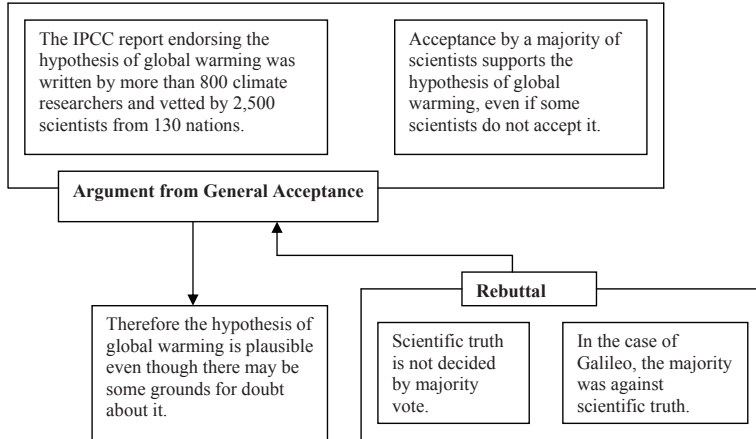 The IPCC report endorsing the
hypothesis of global warming was
written by more than 800 climate
researchers and vetted by 2,500
scientists from 130 nations.
Acceptance by a majority of
scientists supports the
hypothesis of global
warming, even if some
scientists do not accept it.
Argument from General Acceptance
Rebuttal
Therefore the hypothesis of
global warming is plausible
even though there may be
some grounds for doubt
about it.
Scientific truth
is not decided
by majority
vote.
In the case of
Galileo, the majority
was against
scientific truth.